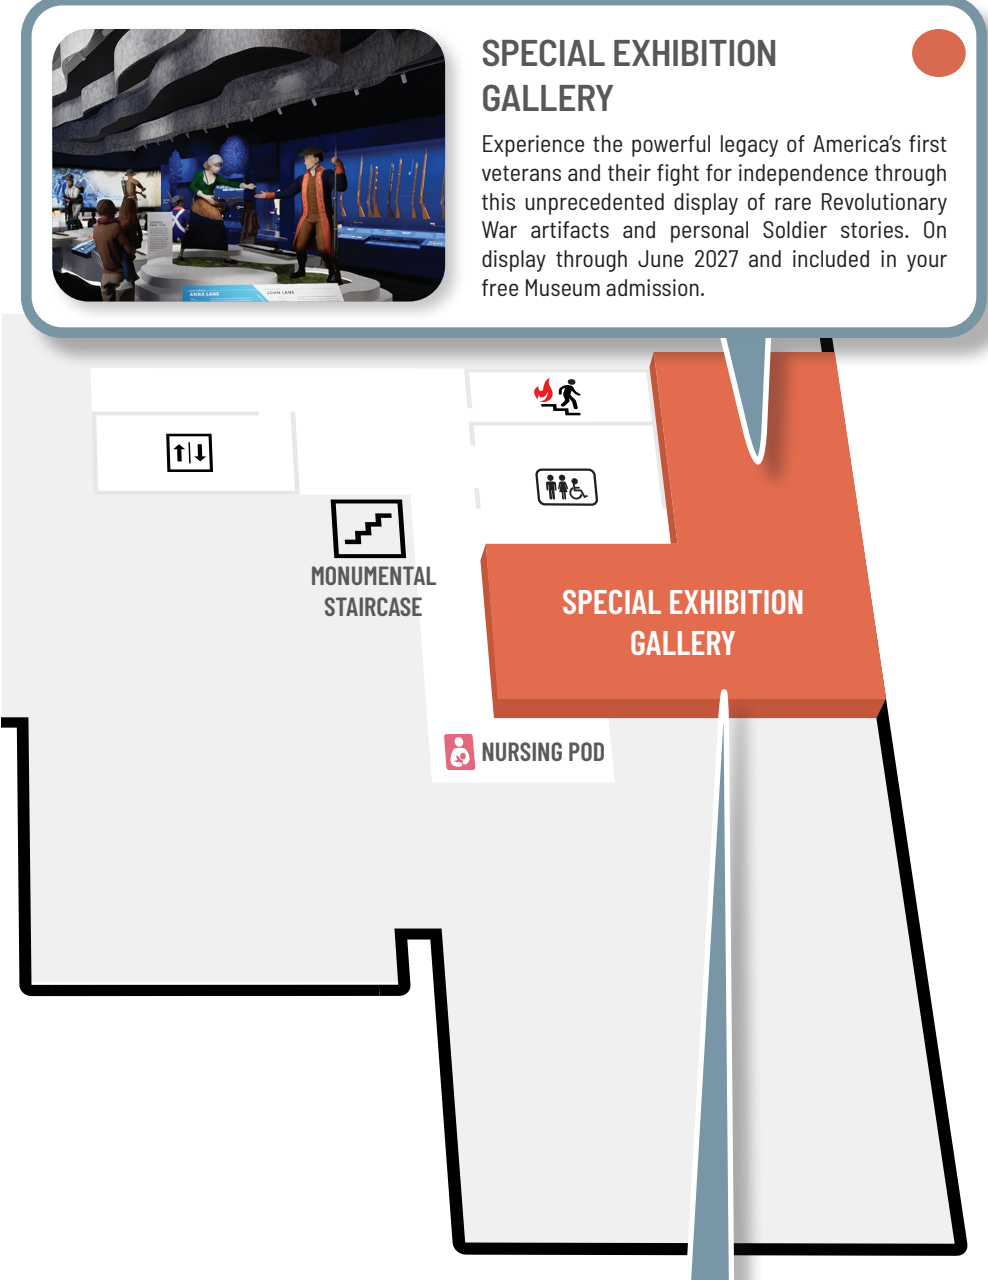 SPECIAL EXHIBITION
GALLERY
Experience the powerful legacy of America’s first
veterans and their fight for independence through
this unprecedented display of rare Revolutionary
War artifacts and personal Soldier stories. On
display through June 2027 and included in your
free Museum admission.
ANNA LANE
JOHN LANE
MONUMENTAL
STAIRCASE
SPECIAL EXHIBITION
GALLERY
NURSING POD